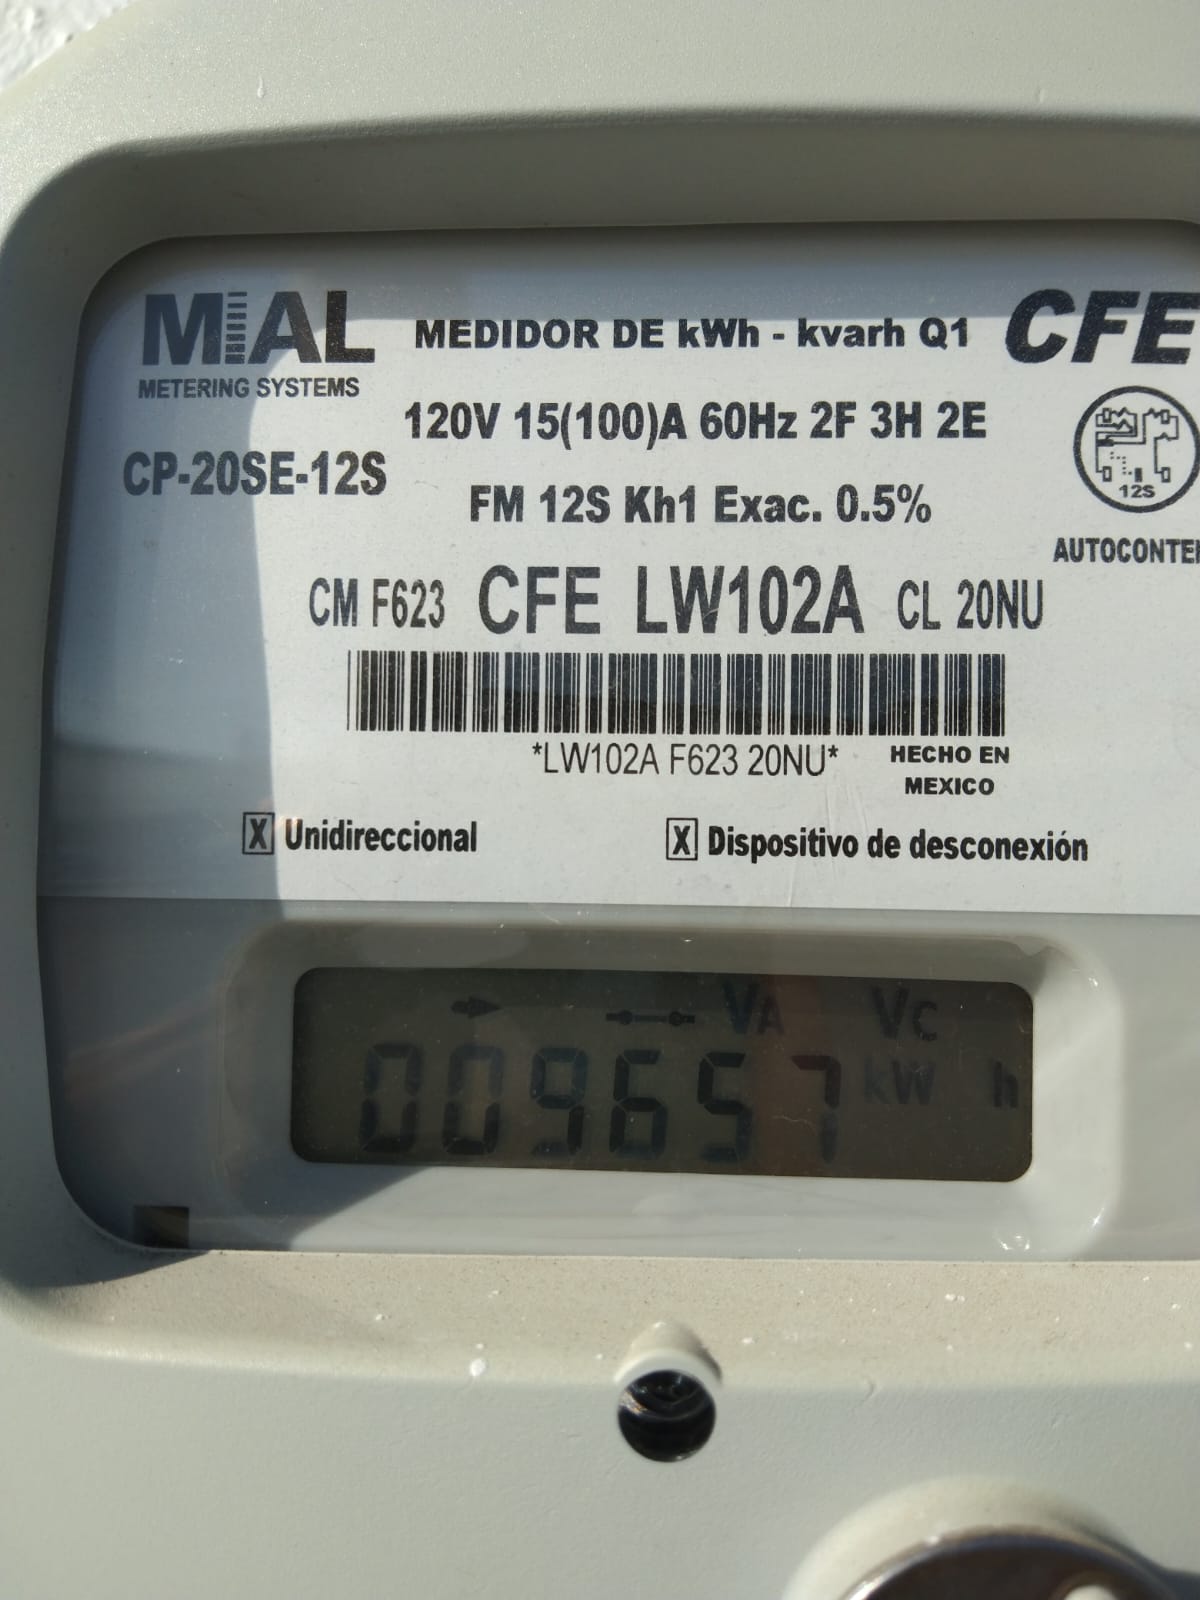 MIAL
METERING SYSTEMS
MEDIDOR DE kWh - kvarh Q1
CFE
120V 15(100)A 60Hz 2F 3H 2E
CP-20SE-12S
FM 12S Kh1 Exac. 0.5%
12S
AUTOCONTE
CM F623 CFE LW102A CL 20NU
*LW102A F623 20NU*
HECHO EN
MEXICO
X Unidireccional
X Dispositivo de desconexión
VA VC
009657 kW h